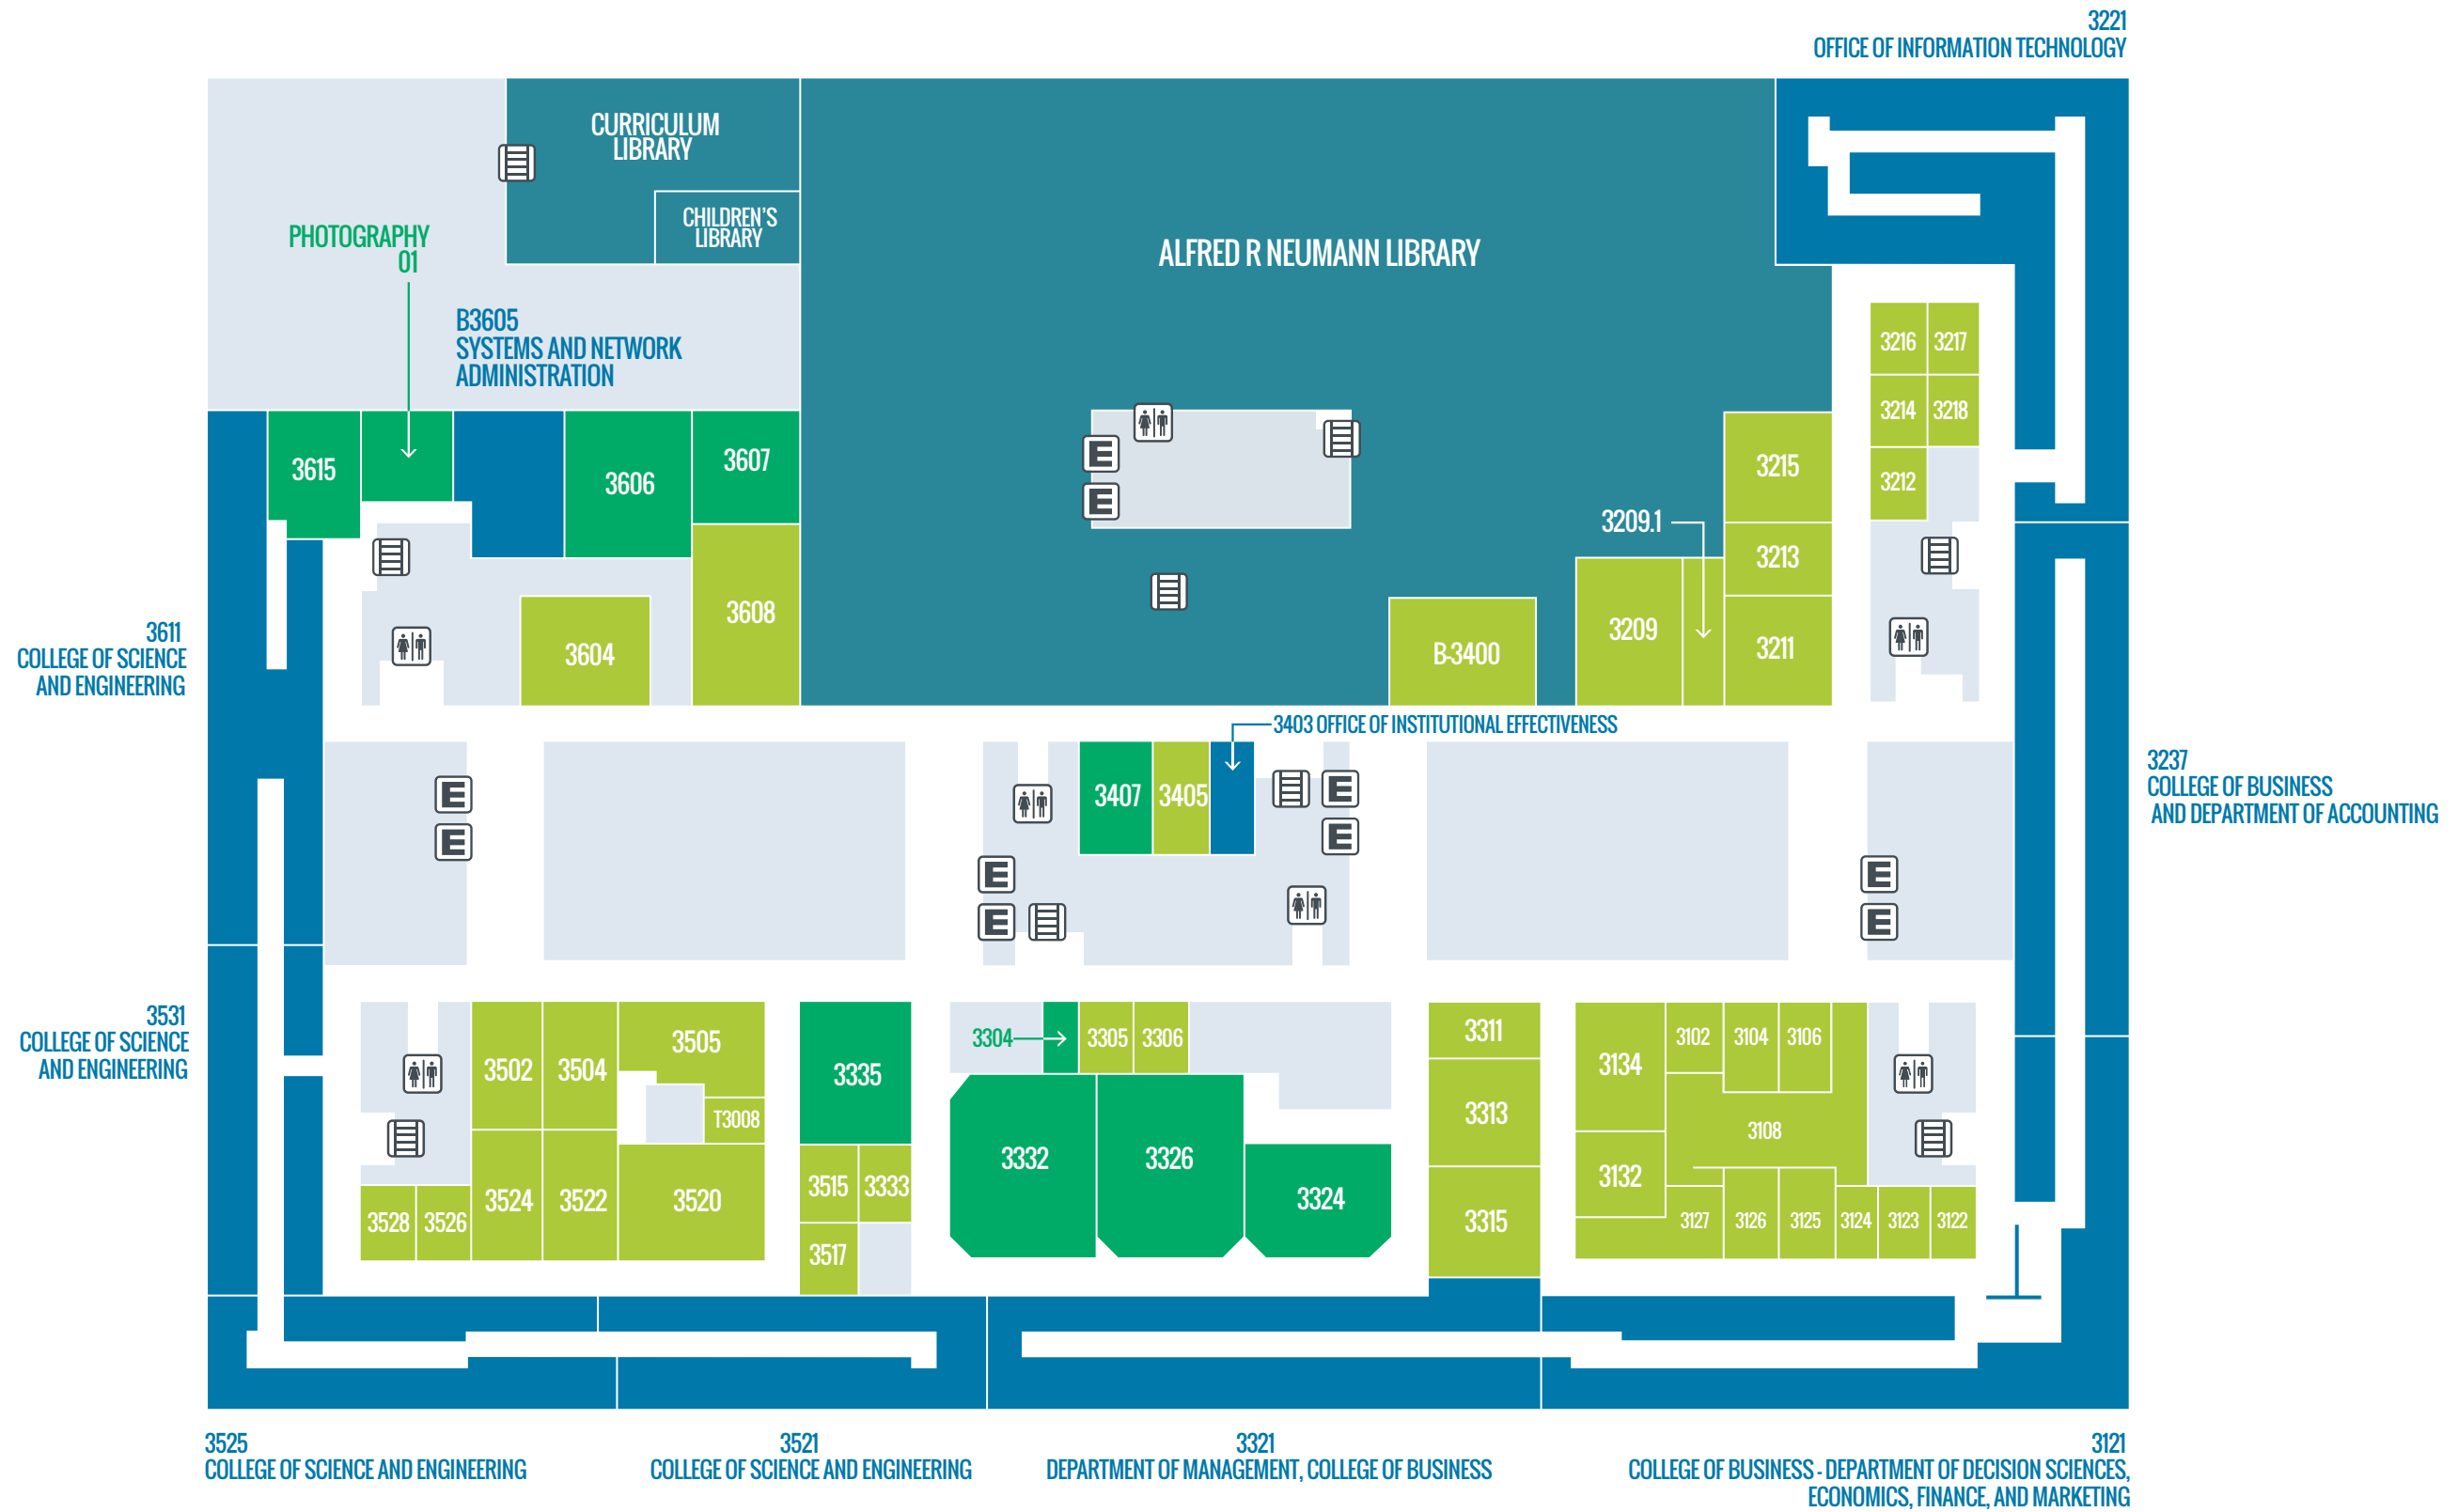 3221
OFFICE OF INFORMATION TECHNOLOGY
CURRICULUM
LIBRARY
CHILDREN'S
LIBRARY
ALFRED R NEUMANN LIBRARY
PHOTOGRAPHY
01
B3605
SYSTEMS AND NETWORK
ADMINISTRATION
3216 3217
3214 3218
3212
3615
3606
3607
3608
3604
E
E
3215
3213
3211
3209.1
3209
B-3400
3611
COLLEGE OF SCIENCE
AND ENGINEERING
3403 OFFICE OF INSTITUTIONAL EFFECTIVENESS
3407 3405
E
E
E
E
E
E
E
E
3237
COLLEGE OF BUSINESS
AND DEPARTMENT OF ACCOUNTING
3531
COLLEGE OF SCIENCE
AND ENGINEERING
3502 3504 3505
T3008
3528 3526 3524 3522 3520
3335
3515 3333
3517
3304 3305 3306
3332 3326 3324
3311
3313
3315
3134 3102 3104 3106
3108
3132
3127 3126 3125 3124 3123 3122
3525
COLLEGE OF SCIENCE AND ENGINEERING
3521
COLLEGE OF SCIENCE AND ENGINEERING
3321
DEPARTMENT OF MANAGEMENT, COLLEGE OF BUSINESS
3121
COLLEGE OF BUSINESS - DEPARTMENT OF DECISION SCIENCES,
ECONOMICS, FINANCE, AND MARKETING